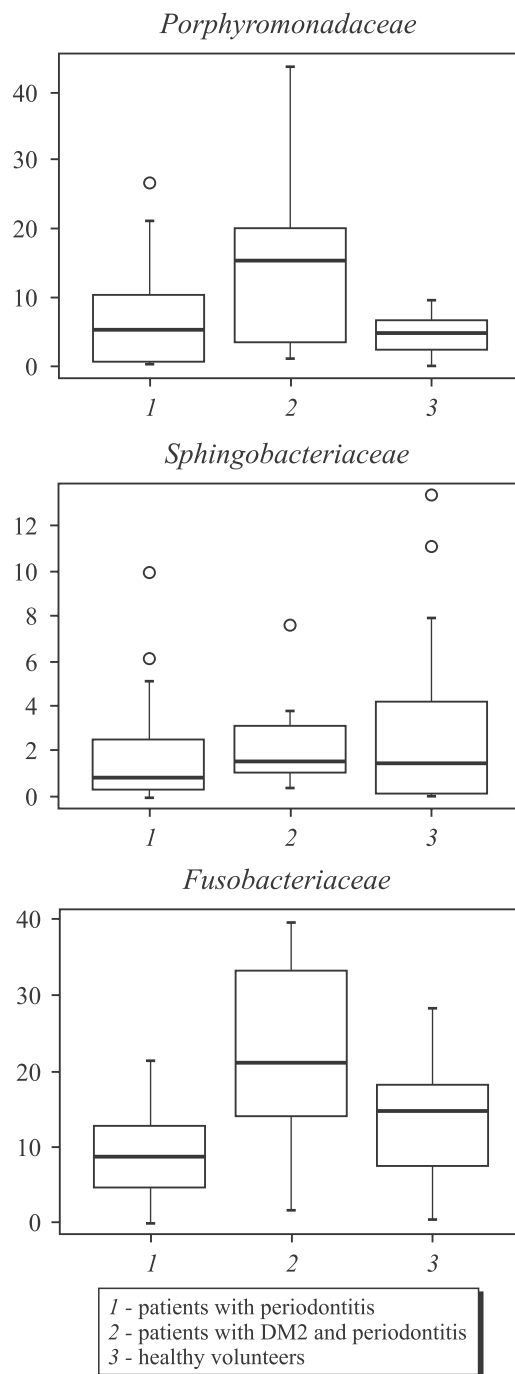 Porphyromonadaceae
40
30
20
10
0
1 2 3
Sphingobacteriaceae
12
10
8
6
4
2
0
1 2 3
Fusobacteriaceae
40
30
20
10
0
1 2 3
1 - patients with periodontitis
2 - patients with DM2 and periodontitis
3 - healthy volunteers